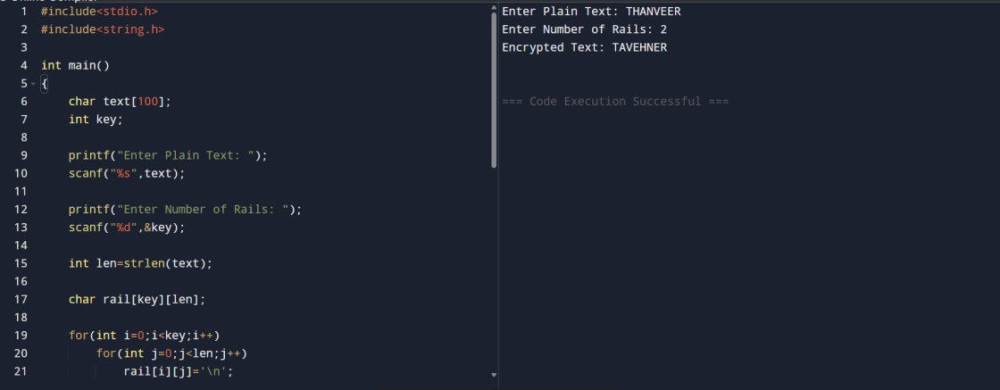 1 #include<stdio.h>
2 #include<string.h>
3
4 int main()
5 {
6 char text[100];
7 int key;
8
9 printf("Enter Plain Text: ");
10 scanf("%s",text);
11
12 printf("Enter Number of Rails: ");
13 scanf("%d",&key);
14
15 int len=strlen(text);
16
17 char rail[key][len];
18
19 for(int i=0;i<key;i++)
20 for(int j=0;j<len;j++)
21 rail[i][j]='\n';
Enter Plain Text: THANVEER
Enter Number of Rails: 2
Encrypted Text: TAVEHNER
=== Code Execution Successful ===